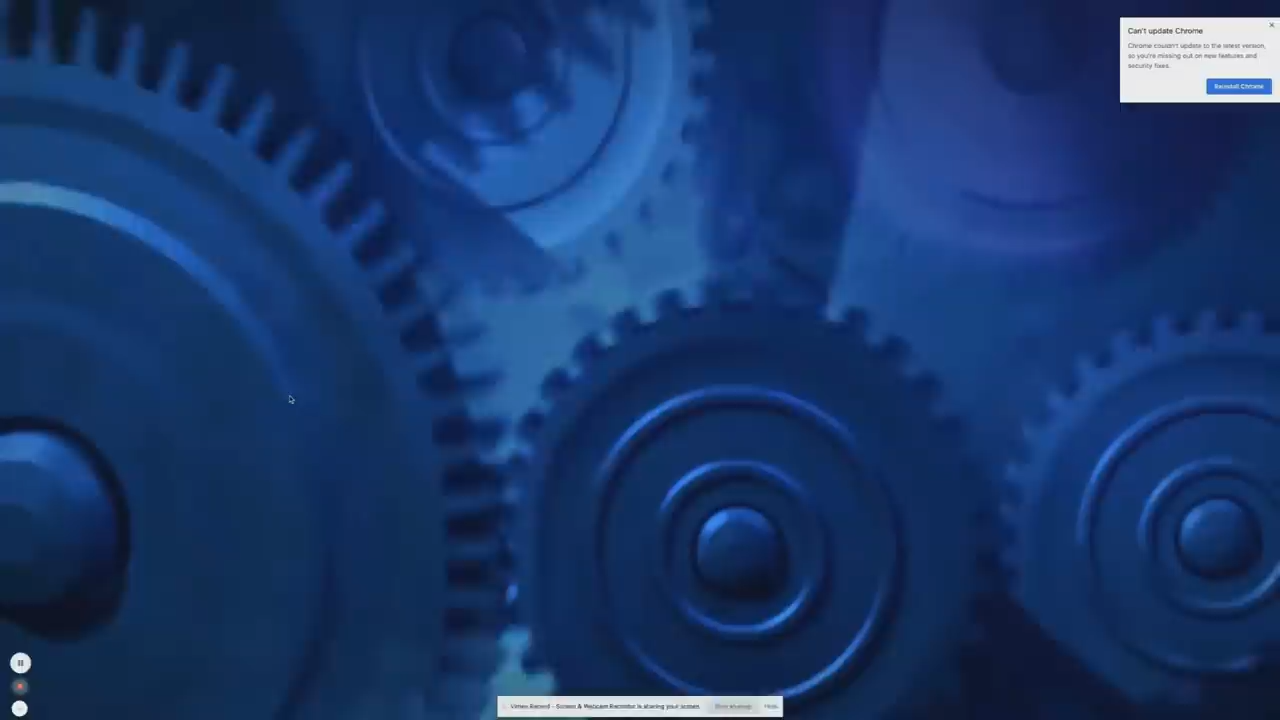 Can't update Chrome
Chrome couldn't update to the latest version,
so you're missing out on new features and
security fixes.
Reinstall Chrome
Vimeo Record - Screen & Webcam Recorder is sharing your screen.
Stop sharing
Hide